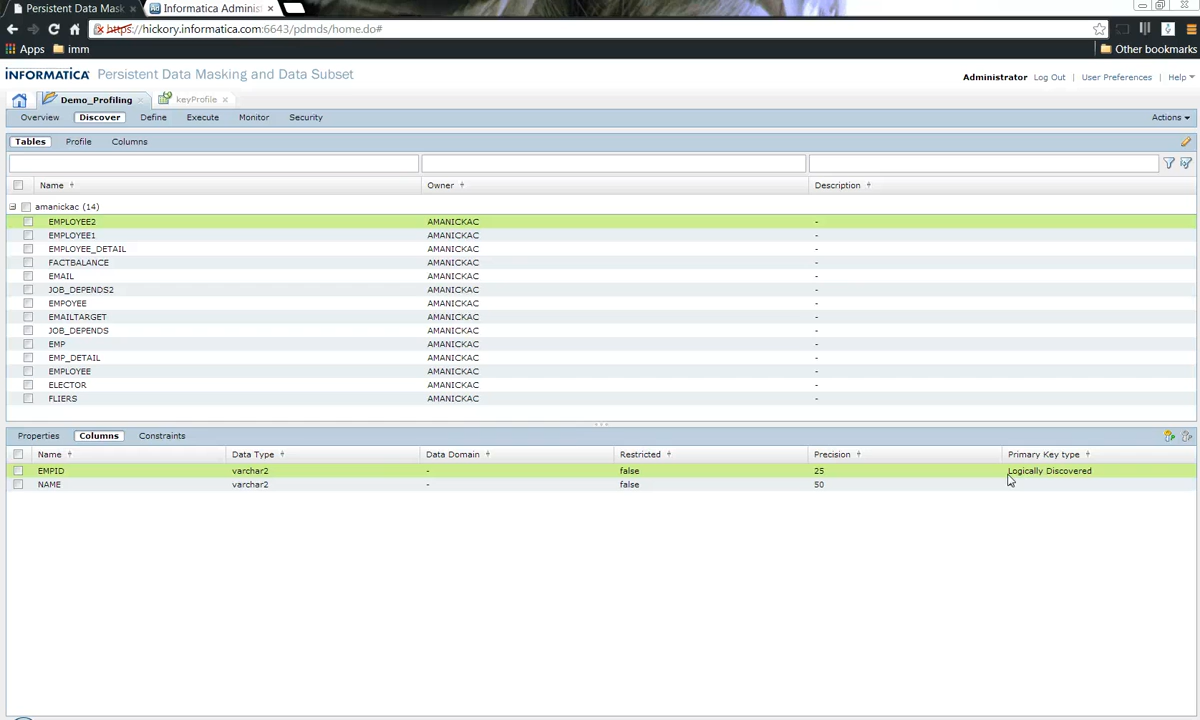 Persistent Data Mask × Informatica Administ ×
https://hickory.informatica.com:6643/pdmds/home.do#
Apps imm Other bookmarks
INFORMATICA Persistent Data Masking and Data Subset
Administrator Log Out | User Preferences | Help
Demo_Profiling × keyProfile ×
Overview Discover Define Execute Monitor Security Actions
Tables Profile Columns
Name Owner Description
amanickac (14)
EMPLOYEE2 AMANICKAC -
EMPLOYEE1 AMANICKAC -
EMPLOYEE_DETAIL AMANICKAC -
FACTBALANCE AMANICKAC -
EMAIL AMANICKAC -
JOB_DEPENDS2 AMANICKAC -
EMPOYEE AMANICKAC -
EMAILTARGET AMANICKAC -
JOB_DEPENDS AMANICKAC -
EMP AMANICKAC -
EMP_DETAIL AMANICKAC -
EMPLOYEE AMANICKAC -
ELECTOR AMANICKAC -
FLIERS AMANICKAC -
Properties Columns Constraints
Name Data Type Data Domain Restricted Precision Primary Key type
EMPID varchar2 - false 25 Logically Discovered
NAME varchar2 - false 50